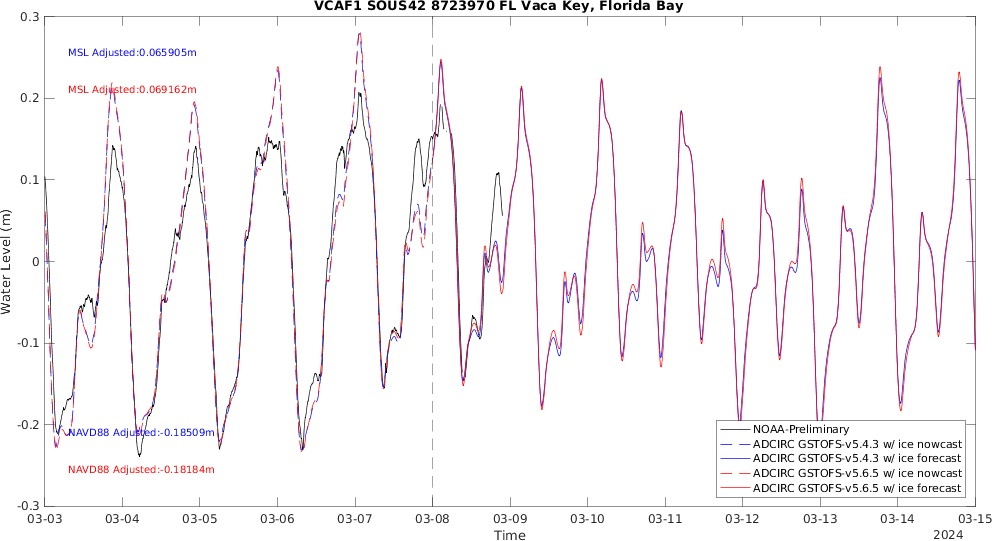 VCAF1 SOUS42 8723970 FL Vaca Key, Florida Bay
0.3
MSL Adjusted:0.065905m
MSL Adjusted:0.069162m
0.2
0.1
0
-0.1
-0.2
-0.3
Water Level (m)
NAVD88 Adjusted:-0.18509m
NAVD88 Adjusted:-0.18184m
NOAA-Preliminary
ADCIRC GSTOFS-v5.4.3 w/ ice nowcast
ADCIRC GSTOFS-v5.4.3 w/ ice forecast
ADCIRC GSTOFS-v5.6.5 w/ ice nowcast
ADCIRC GSTOFS-v5.6.5 w/ ice forecast
03-03 03-04 03-05 03-06 03-07 03-08 03-09 03-10 03-11 03-12 03-13 03-14 03-15
Time
2024